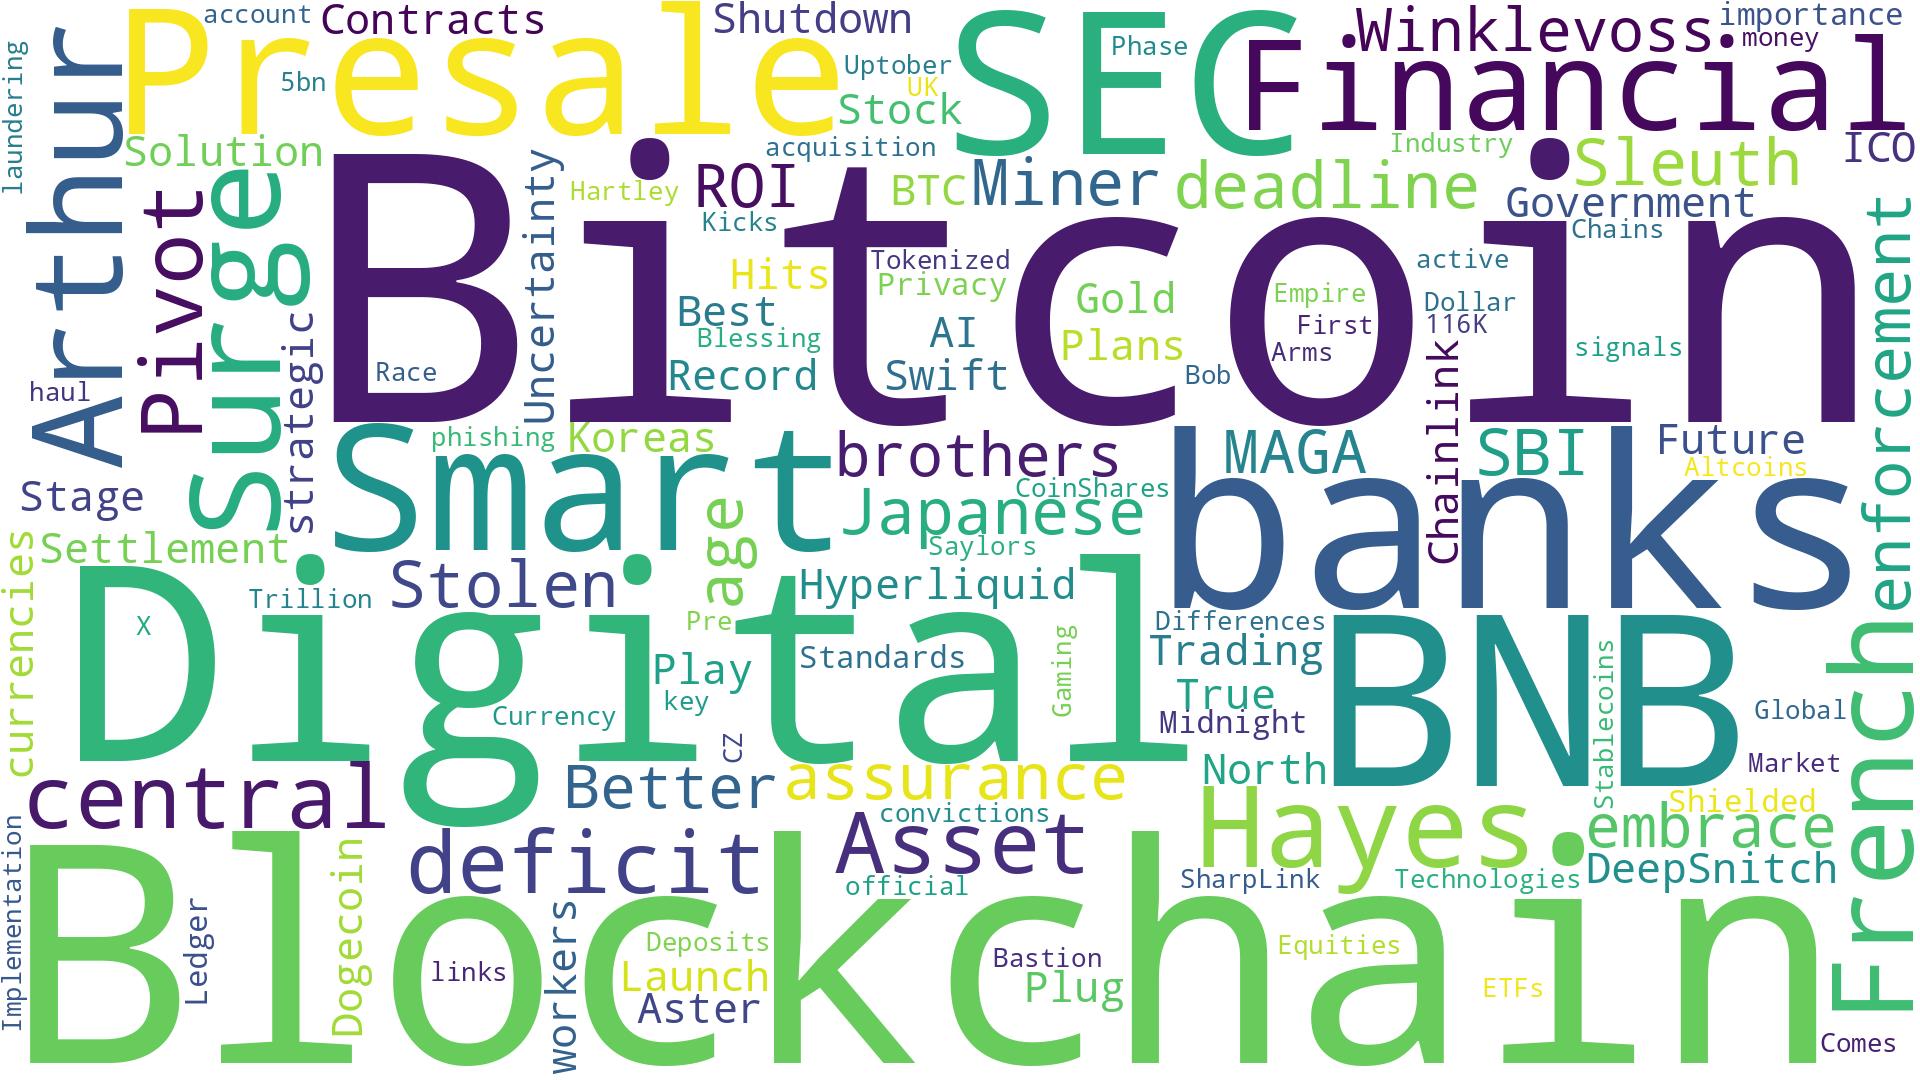 account
Contracts
Shutdown
importance
Winklevoss
money
Phase
Presale
SEC
Financial
laundering
Arthur
5bn
Uptober
UK
Stock
Solution
acquisition
Industry
ICO
Sleuth
Pivot
Surge
Uncertainty
Hartley
ROI
BTC
Miner
deadline
Government
Kicks
Chains
Bitcoin
Tokenized
active
Hits
Privacy
Gold
Empire
Dollar
Best
First
116K
Blessing
AI
Plans
Arms
signals
Race
Record
Swift
Bob
haul
strategic
Chainlink
enforcement
phishing
Koreas
brothers
MAGA
SBI
Future
Altcoins
Smart
banks
Stage
CoinShares
Japanese
age
Settlement
Saylors
currencies
Stolen
Hyperliquid
Trillion
X
Pre
Differences
Digital
BNB
Play
Standards
Gaming
Trading
key
True
Currency
Midnight
Stablecoins
Global
CZ
North
Market
central
Better
assurance
Shielded
convictions
Hayes
embrace
French
Implementation
deficit
Asset
DeepSnitch
official
SharpLink
Technologies
Blockchain
Dogecoin
Ledger
workers
Deposits
Equities
links
Bastion
Launch
Plug
ETFs
Aster
Comes